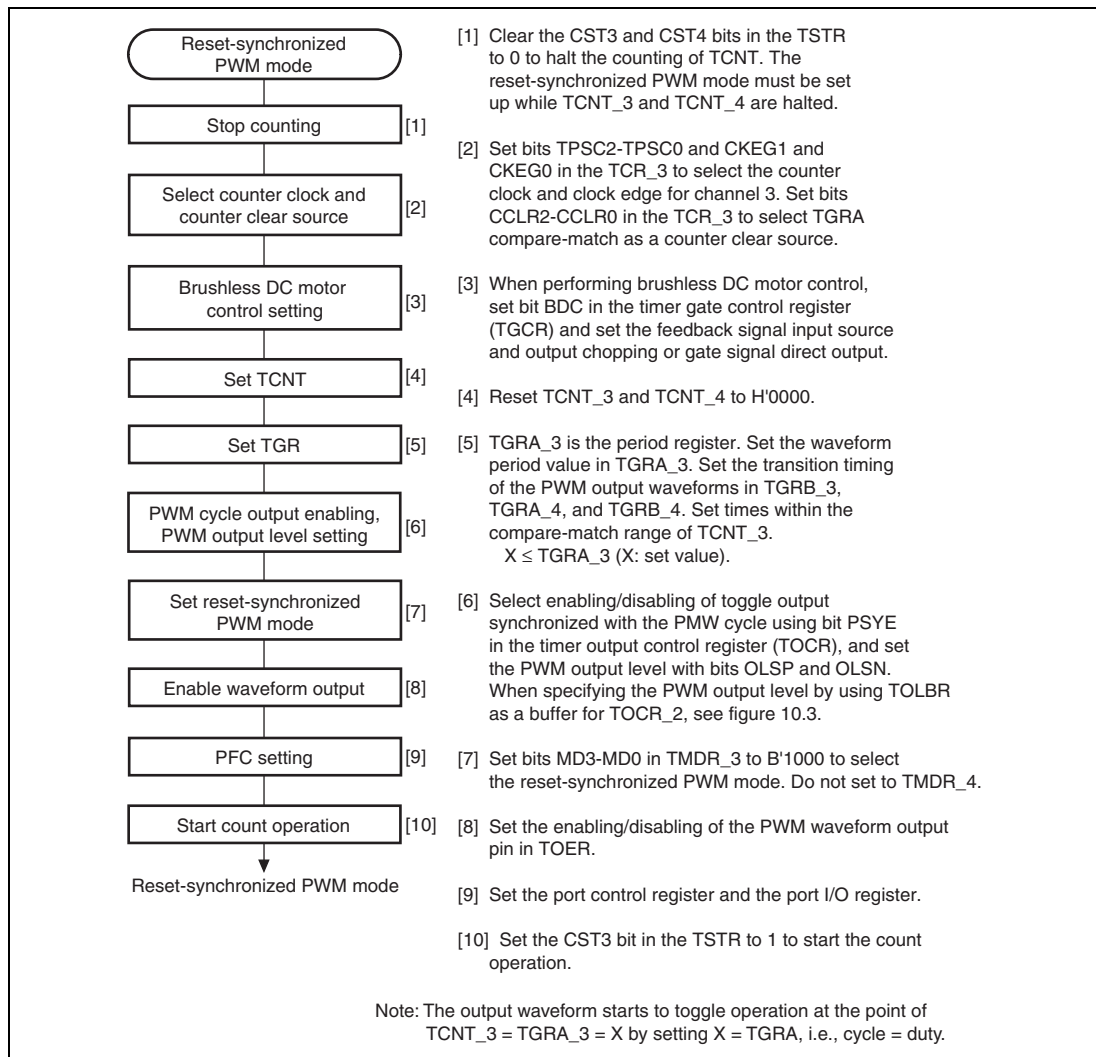 Reset-synchronized
PWM mode
Stop counting
[1]
Select counter clock and
counter clear source
[2]
Brushless DC motor
control setting
[3]
Set TCNT
[4]
Set TGR
[5]
PWM cycle output enabling,
PWM output level setting
[6]
Set reset-synchronized
PWM mode
[7]
Enable waveform output
[8]
PFC setting
[9]
Start count operation
[10]
Reset-synchronized PWM mode
[1] Clear the CST3 and CST4 bits in the TSTR
to 0 to halt the counting of TCNT. The
reset-synchronized PWM mode must be set
up while TCNT_3 and TCNT_4 are halted.
[2] Set bits TPSC2-TPSC0 and CKEG1 and
CKEG0 in the TCR_3 to select the counter
clock and clock edge for channel 3. Set bits
CCLR2-CCLR0 in the TCR_3 to select TGRA
compare-match as a counter clear source.
[3] When performing brushless DC motor control,
set bit BDC in the timer gate control register
(TGCR) and set the feedback signal input source
and output chopping or gate signal direct output.
[4] Reset TCNT_3 and TCNT_4 to H'0000.
[5] TGRA_3 is the period register. Set the waveform
period value in TGRA_3. Set the transition timing
of the PWM output waveforms in TGRB_3,
TGRA_4, and TGRB_4. Set times within the
compare-match range of TCNT_3.
X ≤ TGRA_3 (X: set value).
[6] Select enabling/disabling of toggle output
synchronized with the PMW cycle using bit PSYE
in the timer output control register (TOCR), and set
the PWM output level with bits OLSP and OLSN.
When specifying the PWM output level by using TOLBR
as a buffer for TOCR_2, see figure 10.3.
[7] Set bits MD3-MD0 in TMDR_3 to B'1000 to select
the reset-synchronized PWM mode. Do not set to TMDR_4.
[8] Set the enabling/disabling of the PWM waveform output
pin in TOER.
[9] Set the port control register and the port I/O register.
[10] Set the CST3 bit in the TSTR to 1 to start the count
operation.
Note: The output waveform starts to toggle operation at the point of
TCNT_3 = TGRA_3 = X by setting X = TGRA, i.e., cycle = duty.